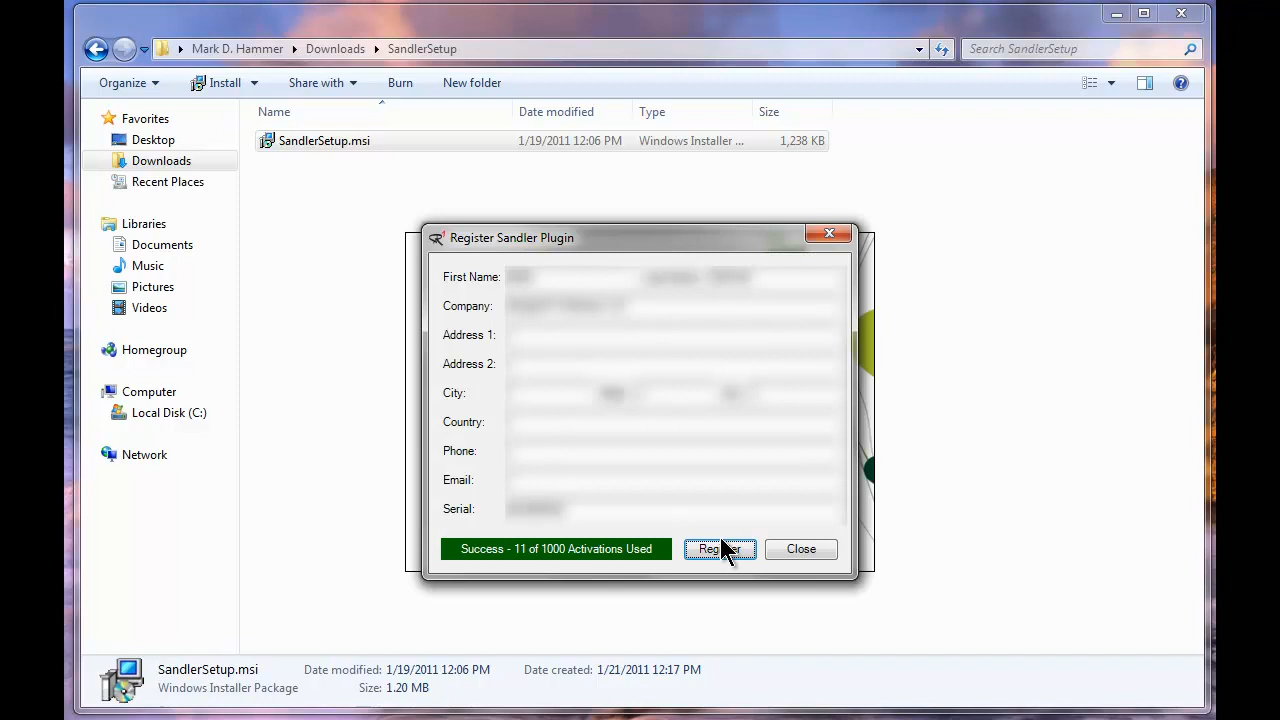 Mark D. Hammer Downloads SandlerSetup
Search SandlerSetup
Organize Install Share with Burn New folder
Name Date modified Type Size
SandlerSetup.msi 1/19/2011 12:06 PM Windows Installer ... 1,238 KB
Favorites
Desktop
Downloads
Recent Places
Libraries
Documents
Music
Pictures
Videos
Homegroup
Computer
Local Disk (C:)
Network
Register Sandler Plugin
First Name:
Company:
Address 1:
Address 2:
City:
Country:
Phone:
Email:
Serial:
Success - 11 of 1000 Activations Used
Register
Close
SandlerSetup.msi Date modified: 1/19/2011 12:06 PM Date created: 1/21/2011 12:17 PM
Windows Installer Package Size: 1.20 MB